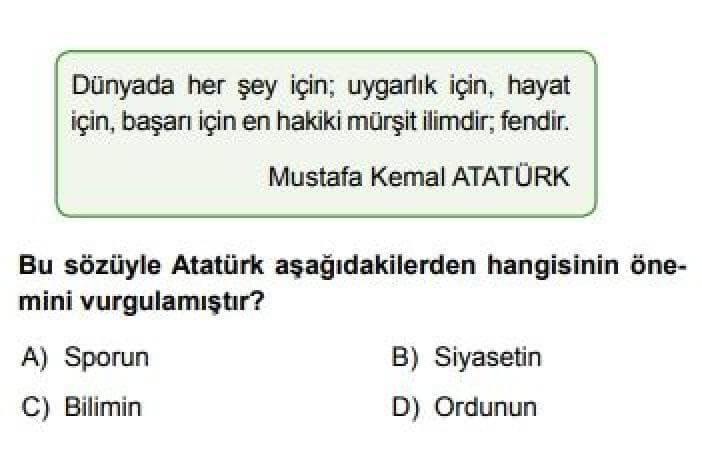 Dünyada her şey için; uygarlık için, hayat
için, başarı için en hakiki mürşit ilimdir; fendir.
Mustafa Kemal ATATÜRK
Bu sözüyle Atatürk aşağıdakilerden hangisinin öne-
mini vurgulamıştır?
A) Sporun
B) Siyasetin
C) Bilimin
D) Ordunun